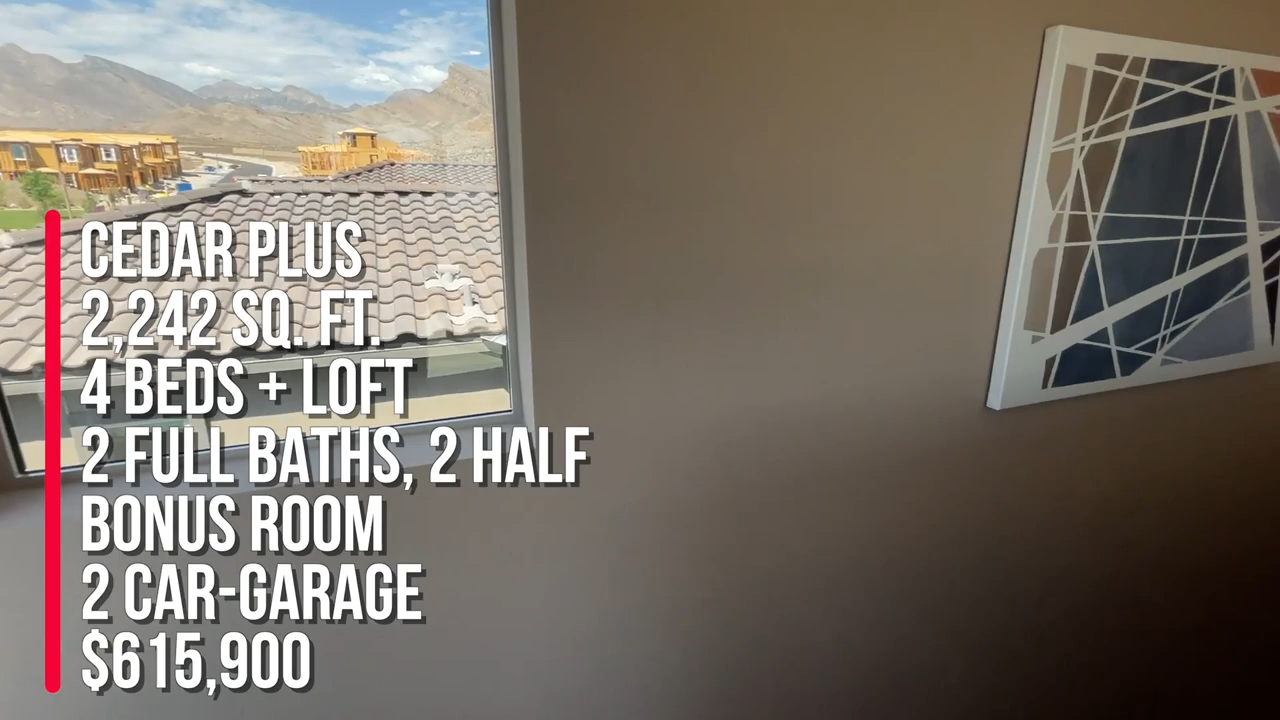 CEDAR PLUS
2,242 SQ. FT.
4 BEDS + LOFT
2 FULL BATHS, 2 HALF
BONUS ROOM
2 CAR-GARAGE
$615,900